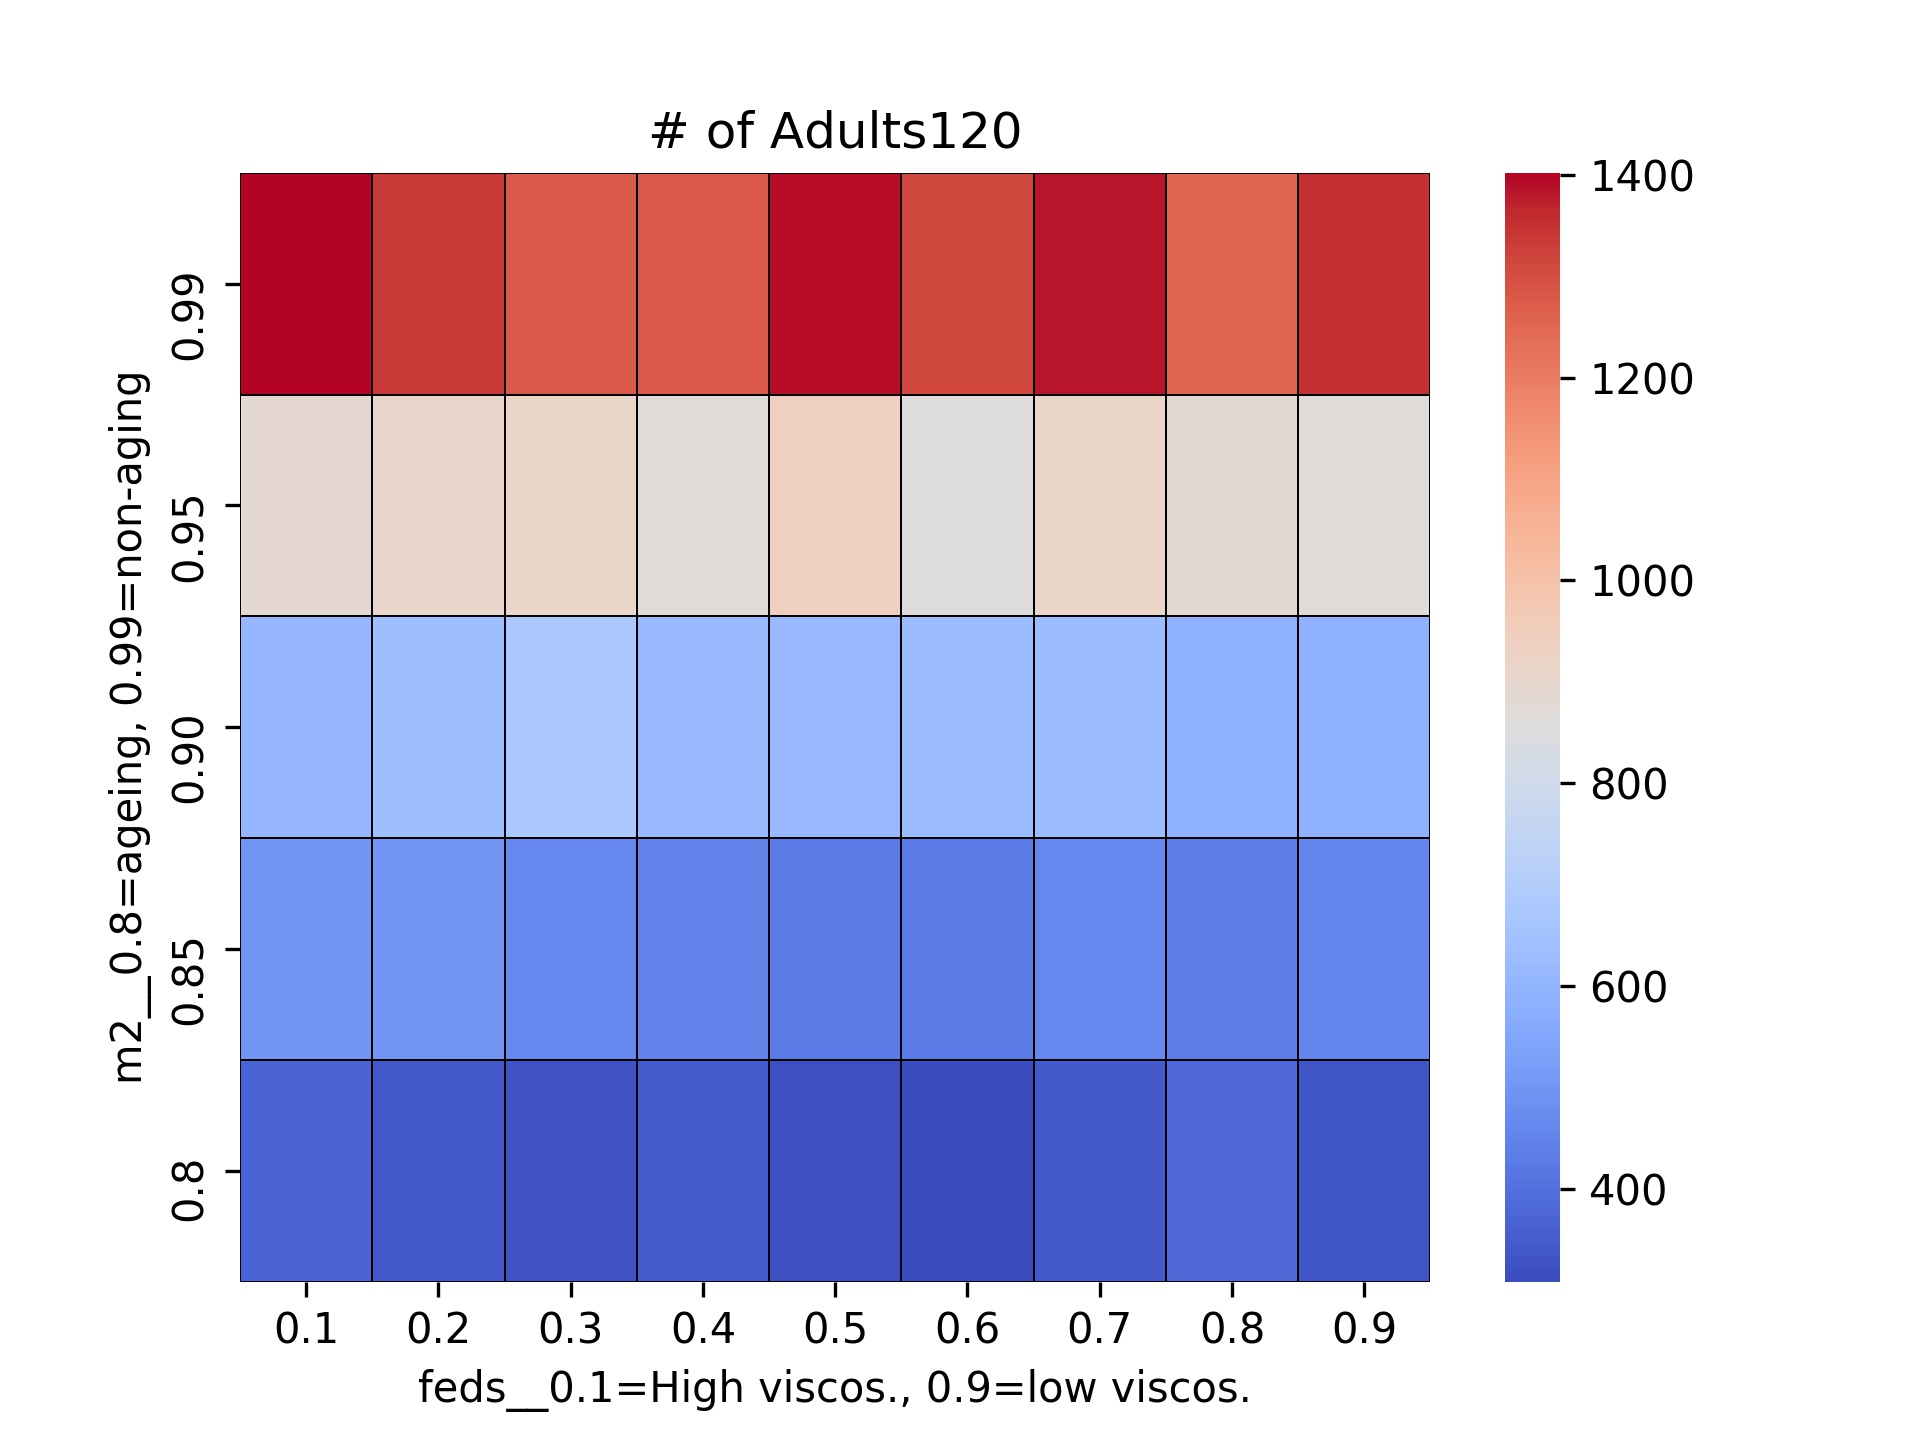 # of Adults120
m2__0.8=ageing, 0.99=non-aging
0.99
0.95
0.90
0.85
0.8
0.1 0.2 0.3 0.4 0.5 0.6 0.7 0.8 0.9
feds__0.1=High viscos., 0.9=low viscos.
1400
1200
1000
800
600
400